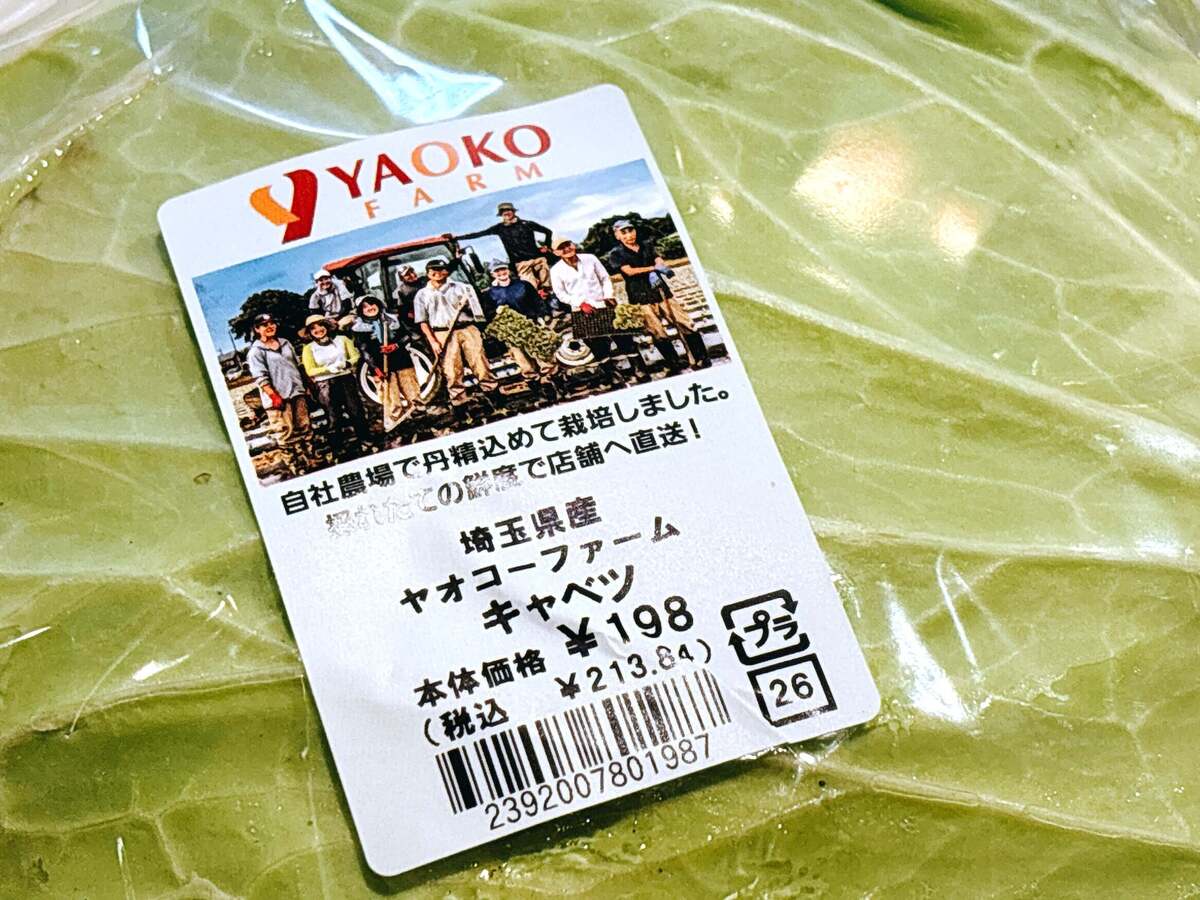 YAOKO
FARM
自社農場で丹精込めて栽培しました。
採れたての鮮度で店舗へ直送!
埼玉県産
ヤオコーファーム
キャベツ
本体価格 ¥198
(税込 ¥213.84)
プラ
26
2392007801987